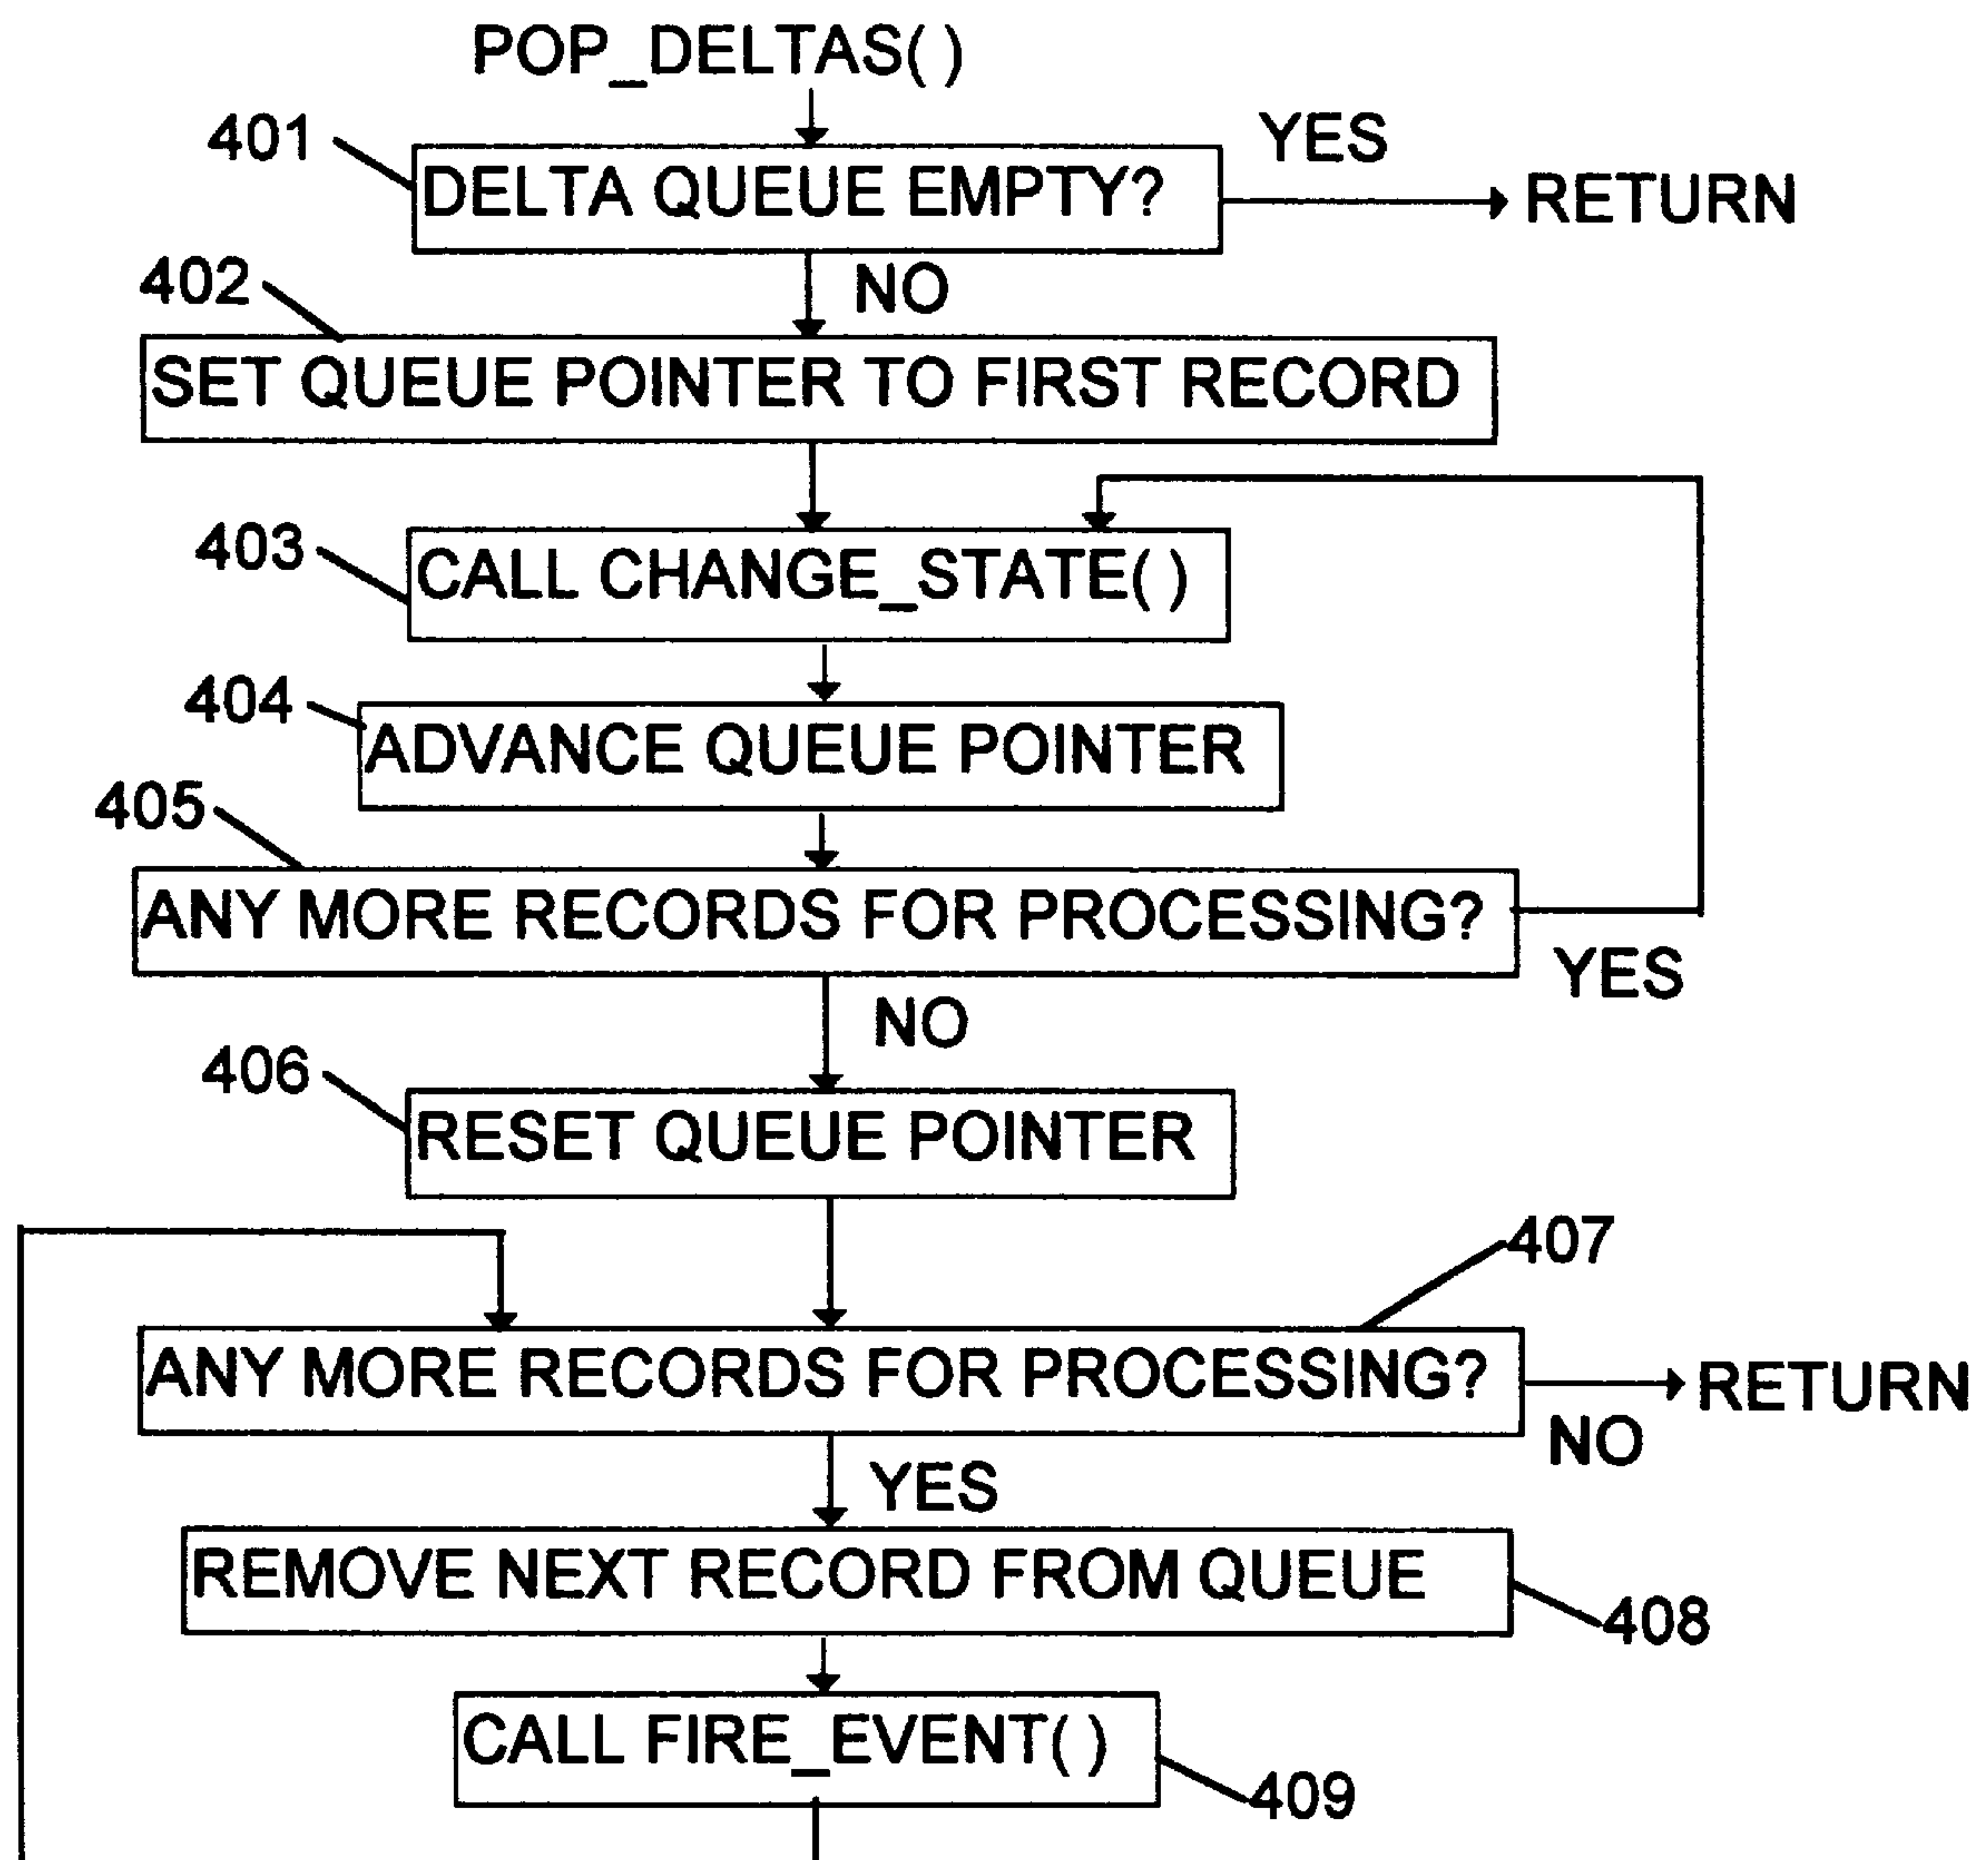 POP_DELTAS( )
401
YES
DELTA QUEUE EMPTY?
RETURN
402
NO
SET QUEUE POINTER TO FIRST RECORD
403
CALL CHANGE_STATE( )
404
ADVANCE QUEUE POINTER
405
ANY MORE RECORDS FOR PROCESSING?
YES
NO
406
RESET QUEUE POINTER
407
ANY MORE RECORDS FOR PROCESSING?
RETURN
NO
YES
REMOVE NEXT RECORD FROM QUEUE
408
CALL FIRE_EVENT( )
409